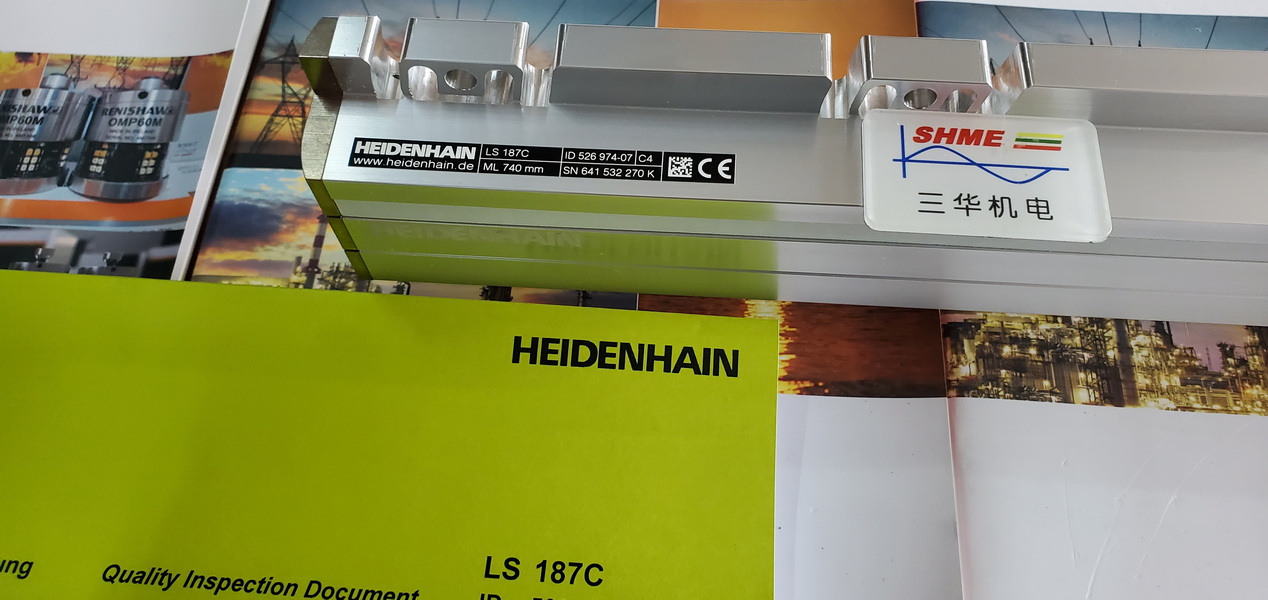 RENISHAW
OMP60M
RENISHAW
OMP60M
HEIDENHAIN
www.heidenhain.de
LS 187C
ML 740 mm
ID 526 974-07
C4
SN 641 532 270 K
CE
SHME
三华机电
HEIDENHAIN
HEIDENHAIN
LS 187C
Quality Inspection Document